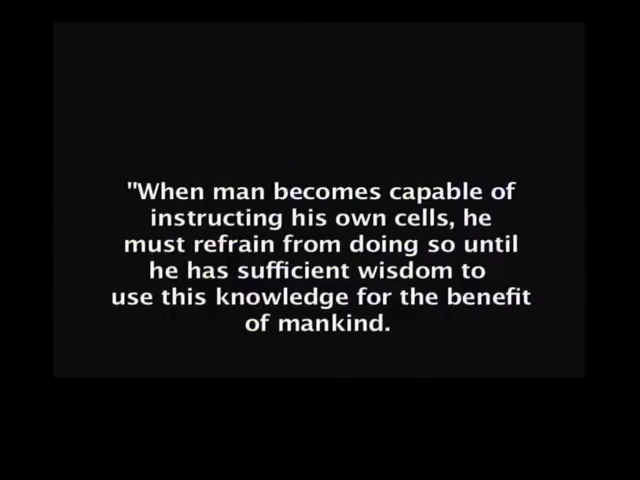 "When man becomes capable of
instructing his own cells, he
must refrain from doing so until
he has sufficient wisdom to
use this knowledge for the benefit
of mankind.